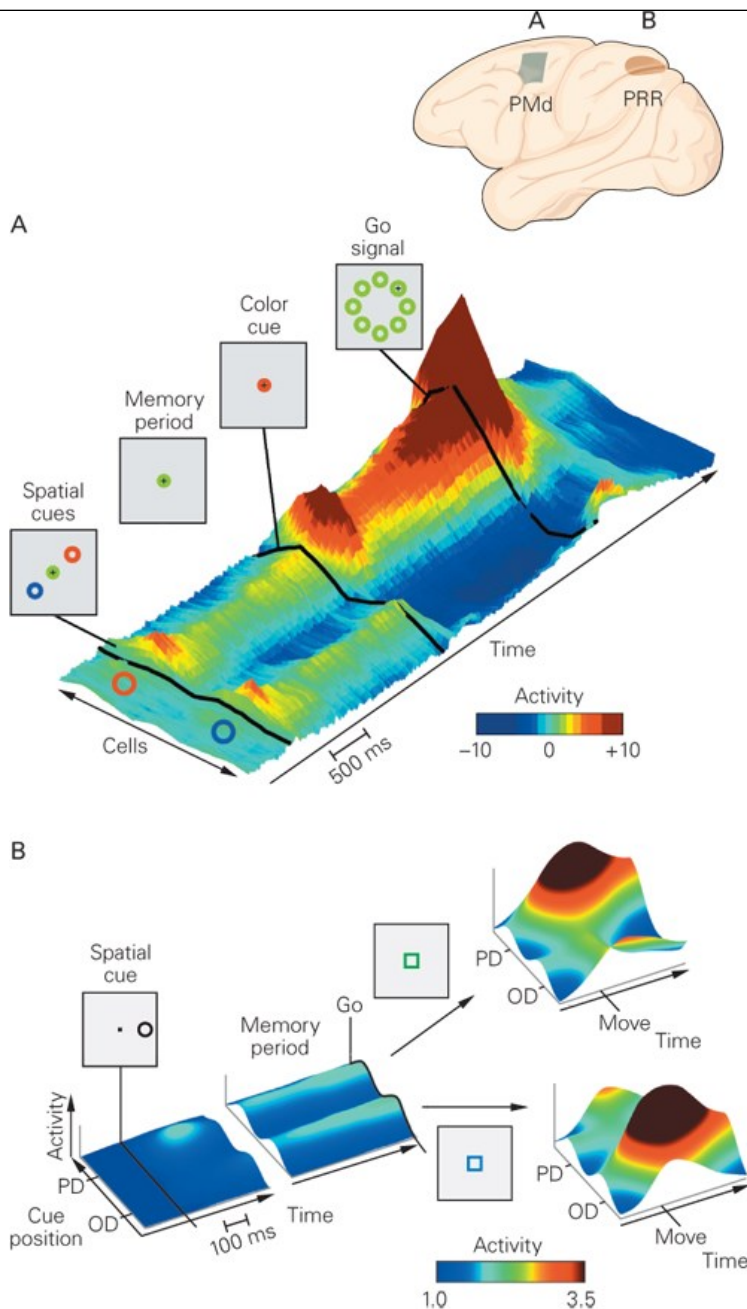 A B
PMd PRR
A
Go
signal
Color
cue
Memory
period
Spatial
cues
Time
Activity
Cells
500 ms
−10 0 +10
B
Spatial
cue
Go
Memory
period
PD
OD
Move
Time
Activity
PD
OD
Cue
position
100 ms
Time
PD
OD
Move
Time
Activity
1.0 3.5